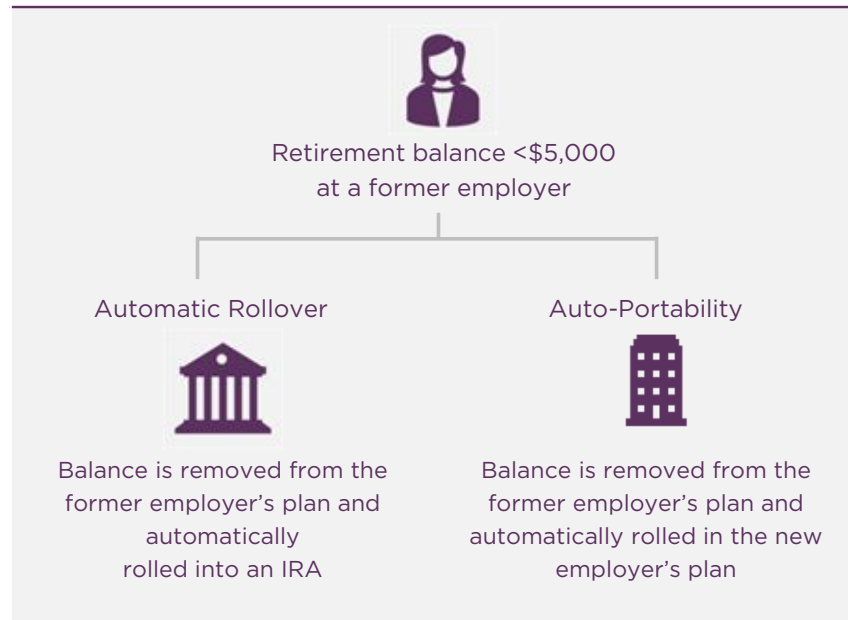 Retirement balance <$5,000
at a former employer
Automatic Rollover
Auto-Portability
Balance is removed from the
former employer’s plan and
automatically
rolled into an IRA
Balance is removed from the
former employer’s plan and
automatically rolled in the new
employer’s plan